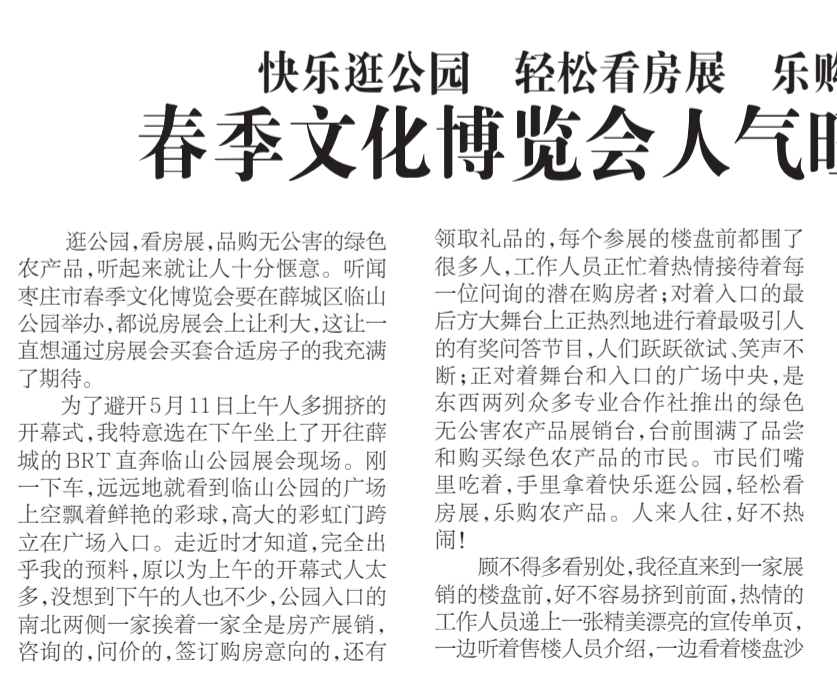 快乐逛公园 轻松看房展 乐购
春季文化博览会人气
逛公园,看房展,品购无公害的绿色
农产品,听起来就让人十分惬意。听闻
枣庄市春季文化博览会要在薛城区临山
公园举办,都说房展会上让利大,这让一
直想通过房展会买套合适房子的我充满
了期待。
为了避开5月11日上午人多拥挤的
开幕式,我特意选在下午坐上了开往薛
城的BRT直奔临山公园展会现场。刚
一下车,远远地就看到临山公园的广场
上空飘着鲜艳的彩球,高大的彩虹门跨
立在广场入口。走近时才知道,完全出
乎我的预料,原以为上午的开幕式人太
多,没想到下午的人也不少,公园入口的
南北两侧一家挨着一家全是房产展销,
咨询的,问价的,签订购房意向的,还有
领取礼品的,每个参展的楼盘前都围了
很多人,工作人员正忙着热情接待着每
一位问询的潜在购房者;对着入口的最
后方大舞台上正热烈地进行着最吸引人
的有奖问答节目,人们跃跃欲试、笑声不
断;正对着舞台和入口的广场中央,是
东西两列众多专业合作社推出的绿色
无公害农产品展销台,台前围满了品尝
和购买绿色农产品的市民。市民们嘴
里吃着,手里拿着快乐逛公园,轻松看
房展,乐购农产品。人来人往,好不热
闹!
顾不得多看别处,我径直来到一家展
销的楼盘前,好不容易挤到前面,热情的
工作人员递上一张精美漂亮的宣传单页,
一边听着售楼人员介绍,一边看着楼盘沙